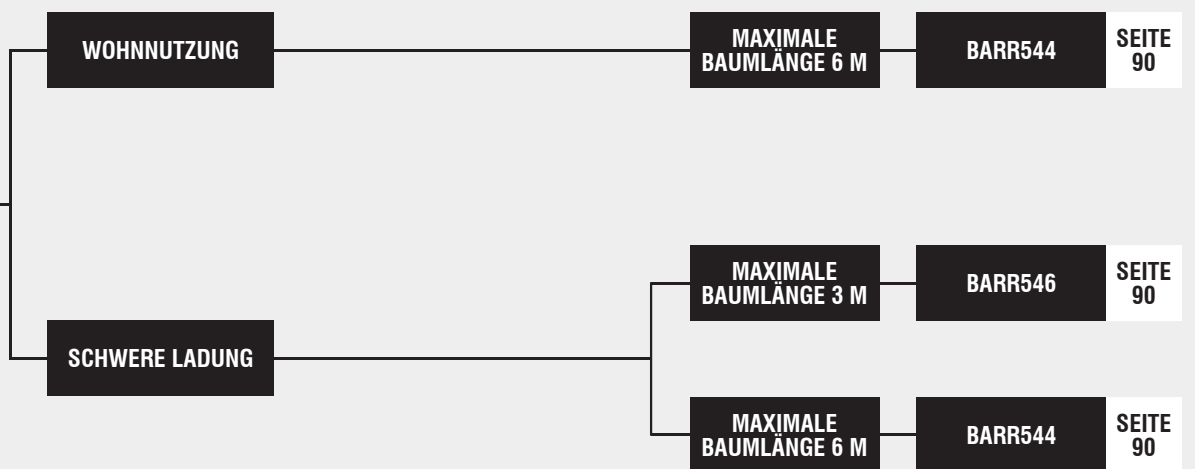 WOHNNUTZUNG
MAXIMALE
BAUMLÄNGE 6 M
BARR544
SEITE
90
MAXIMALE
BAUMLÄNGE 3 M
BARR546
SEITE
90
SCHWERE LADUNG
MAXIMALE
BAUMLÄNGE 6 M
BARR544
SEITE
90